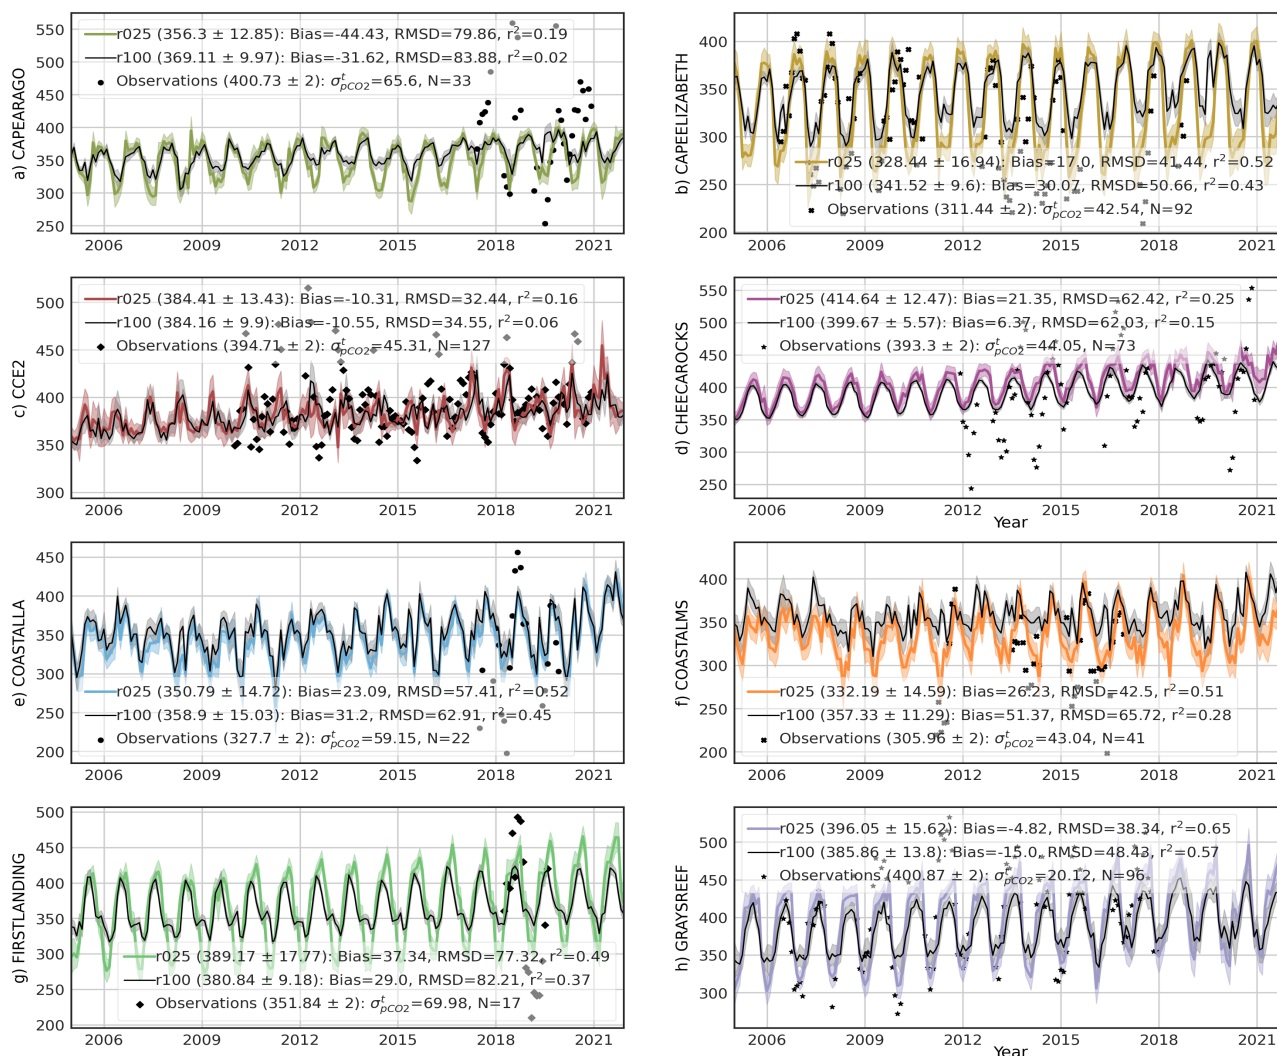 a) CAPEARAGO
r025 (356.3 ± 12.85): Bias=-44.43, RMSD=79.86, r²=0.19
r100 (369.11 ± 9.97): Bias=-31.62, RMSD=83.88, r²=0.02
Observations (400.73 ± 2): σᵗpCO2=65.6, N=33
550
500
450
400
350
300
250
2006 2009 2012 2015 2018 2021
b) CAPEELIZABETH
r025 (328.44 ± 16.94): Bias=17.0, RMSD=41.44, r²=0.52
r100 (341.52 ± 9.6): Bias=30.07, RMSD=50.66, r²=0.43
Observations (311.44 ± 2): σᵗpCO2=42.54, N=92
400
350
300
250
200
2006 2009 2012 2015 2018 2021
c) CCE2
r025 (384.41 ± 13.43): Bias=-10.31, RMSD=32.44, r²=0.16
r100 (384.16 ± 9.9): Bias=-10.55, RMSD=34.55, r²=0.06
Observations (394.71 ± 2): σᵗpCO2=45.31, N=127
500
450
400
350
300
2006 2009 2012 2015 2018 2021
d) CHEECAROCKS
r025 (414.64 ± 12.47): Bias=21.35, RMSD=62.42, r²=0.25
r100 (399.67 ± 5.57): Bias=6.37, RMSD=62.03, r²=0.15
Observations (393.3 ± 2): σᵗpCO2=44.05, N=73
550
500
450
400
350
300
250
2006 2009 2012 2015 2018 2021
Year
e) COASTALLA
r025 (350.79 ± 14.72): Bias=23.09, RMSD=57.41, r²=0.52
r100 (358.9 ± 15.03): Bias=31.2, RMSD=62.91, r²=0.45
Observations (327.7 ± 2): σᵗpCO2=59.15, N=22
450
400
350
300
250
200
2006 2009 2012 2015 2018 2021
f) COASTALMS
r025 (332.19 ± 14.59): Bias=26.23, RMSD=42.5, r²=0.51
r100 (357.33 ± 11.29): Bias=51.37, RMSD=65.72, r²=0.28
Observations (305.96 ± 2): σᵗpCO2=43.04, N=41
400
350
300
250
200
2006 2009 2012 2015 2018 2021
g) FIRSTLANDING
r025 (389.17 ± 17.77): Bias=37.34, RMSD=77.32, r²=0.49
r100 (380.84 ± 9.18): Bias=29.0, RMSD=82.21, r²=0.37
Observations (351.84 ± 2): σᵗpCO2=69.98, N=17
500
450
400
350
300
250
200
2006 2009 2012 2015 2018 2021
h) GRAYSREEF
r025 (396.05 ± 15.62): Bias=-4.82, RMSD=38.34, r²=0.65
r100 (385.86 ± 13.8): Bias=-15.0, RMSD=48.43, r²=0.57
Observations (400.87 ± 2): σᵗpCO2=20.12, N=96
500
450
400
350
300
2006 2009 2012 2015 2018 2021
Year